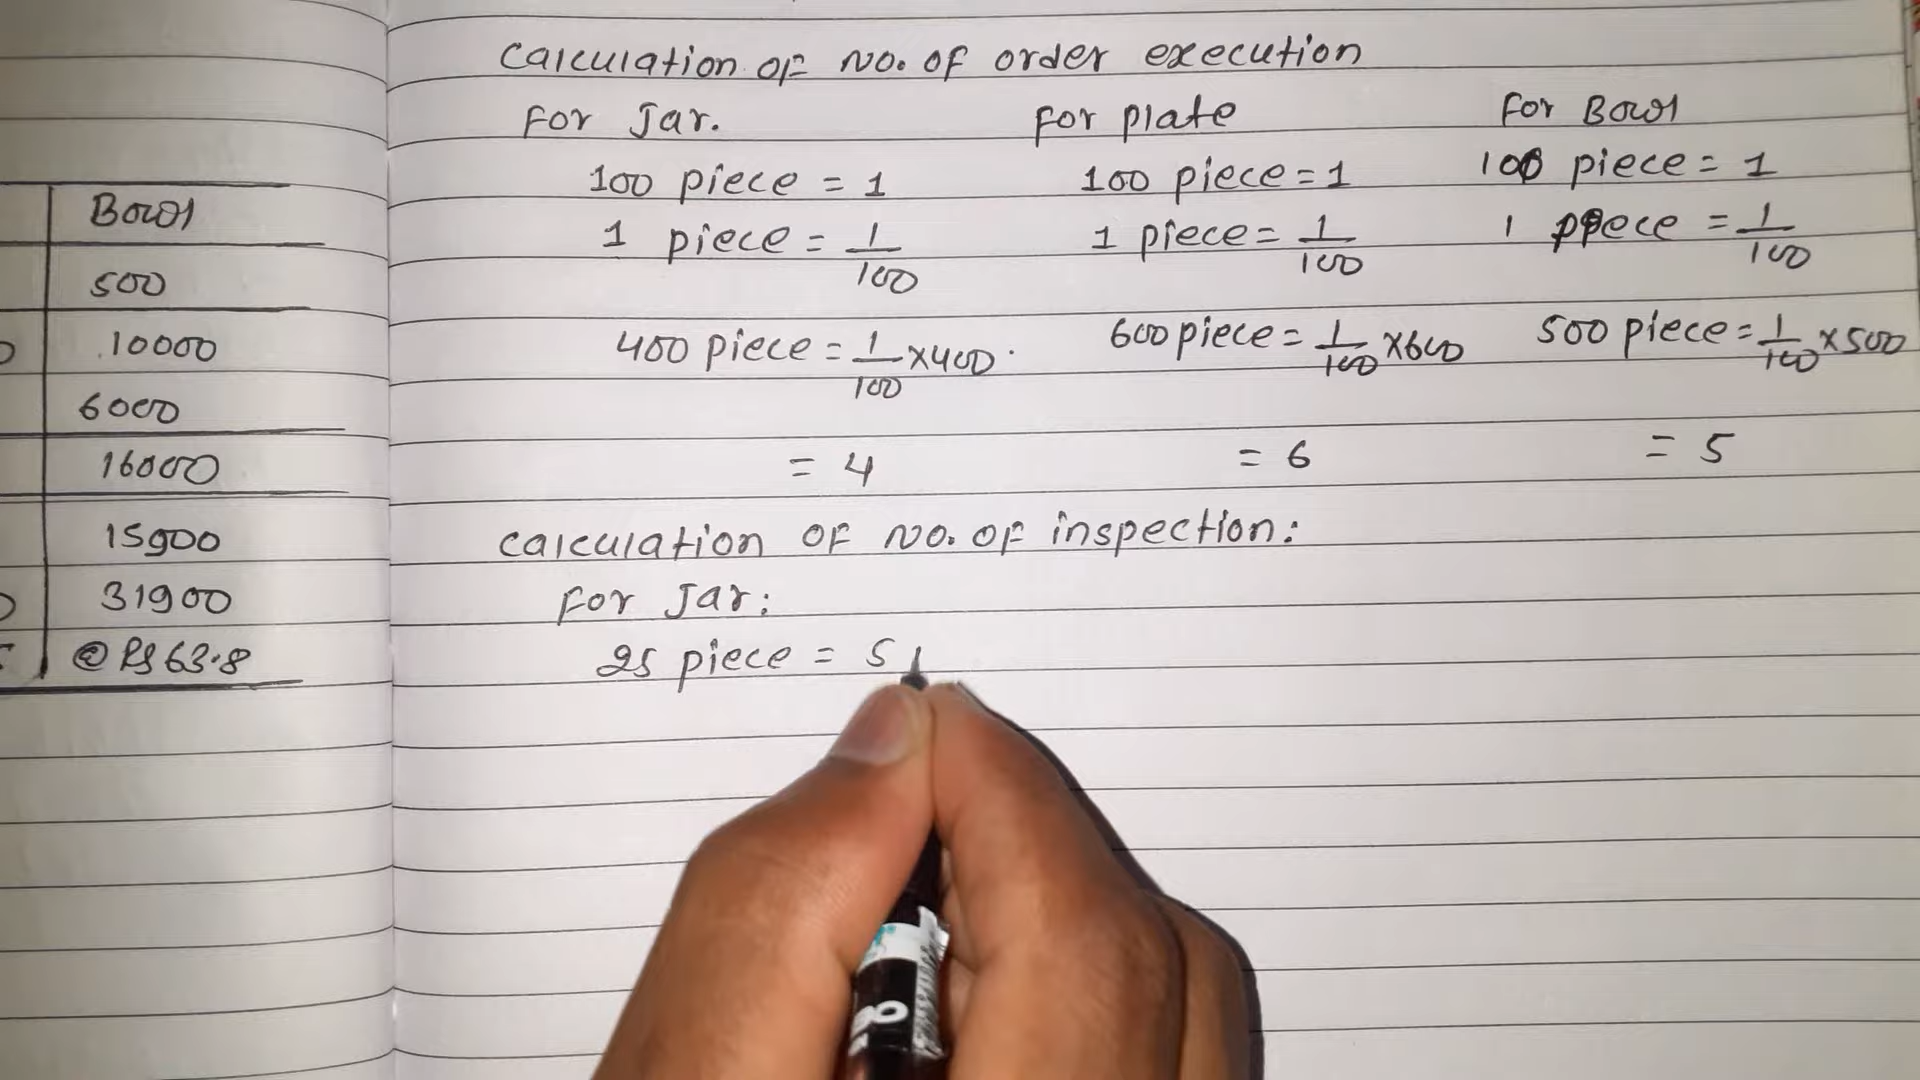 Bowl
500
10000
6000
16000
15900
31900
@ Rs 63.8
Calculation of No. of order execution
For Jar.
100 piece = 1
1 piece = 1/100
400 piece = 1/100 ×400
= 4
For plate
100 piece = 1
1 piece = 1/100
600 piece = 1/100 ×600
= 6
For Bowl
100 piece = 1
1 piece = 1/100
500 piece = 1/100 ×500
= 5
Calculation of No. of inspection:
For Jar:
25 piece = 5